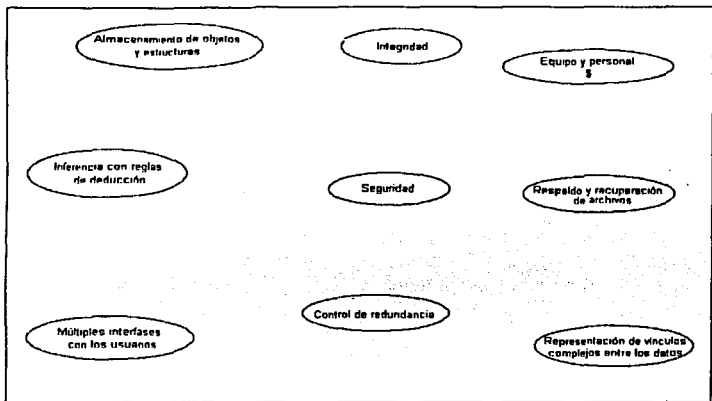 Almacenamiento de objetos
y estructuras
Integridad
Equipo y personal
$
Inferencia con reglas
de deducción
Seguridad
Respaldo y recuperación
de archivos
Múltiples interfases
con los usuarios
Control de redundancia
Representación de vínculos
complejos entre los datos